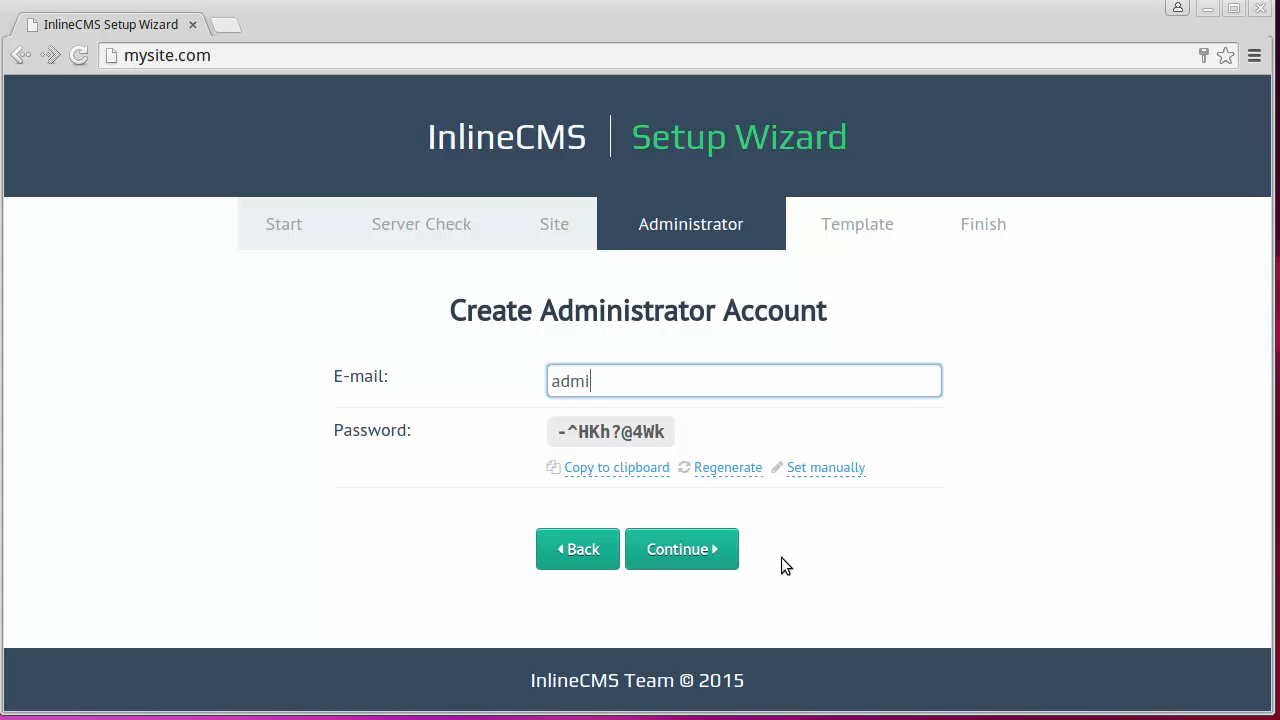 InlineCMS Setup Wizard
mysite.com
InlineCMS Setup Wizard
Start Server Check Site Administrator Template Finish
Create Administrator Account
E-mail: admi
Password: -^HKh?@4Wk
Copy to clipboard Regenerate Set manually
Back Continue
InlineCMS Team © 2015